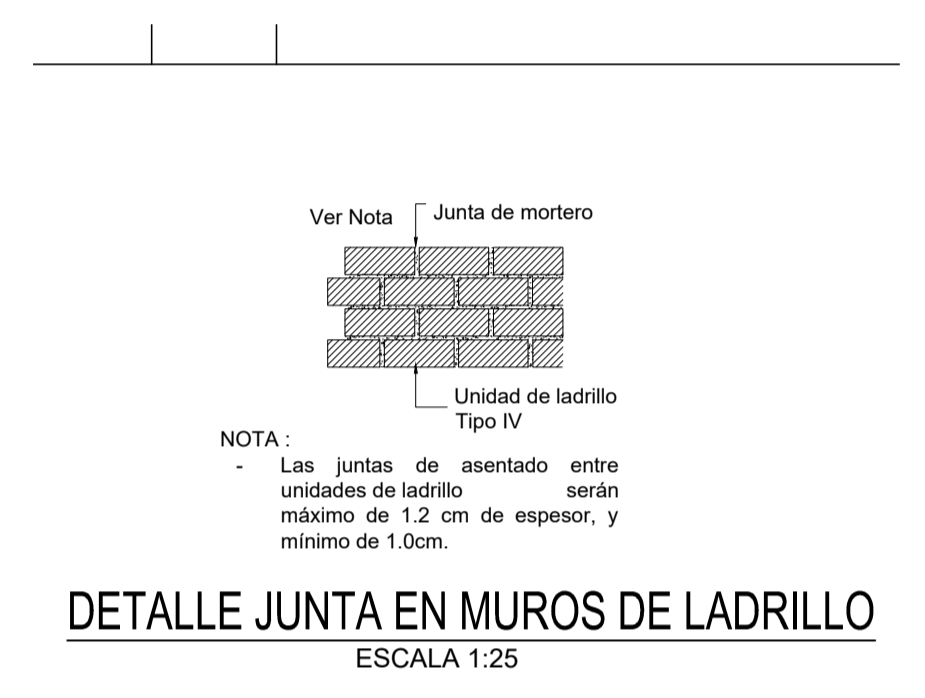 Ver Nota
Junta de mortero
Unidad de ladrillo
Tipo IV
NOTA :
- Las juntas de asentado entre
unidades de ladrillo serán
máximo de 1.2 cm de espesor, y
mínimo de 1.0cm.
DETALLE JUNTA EN MUROS DE LADRILLO
ESCALA 1:25